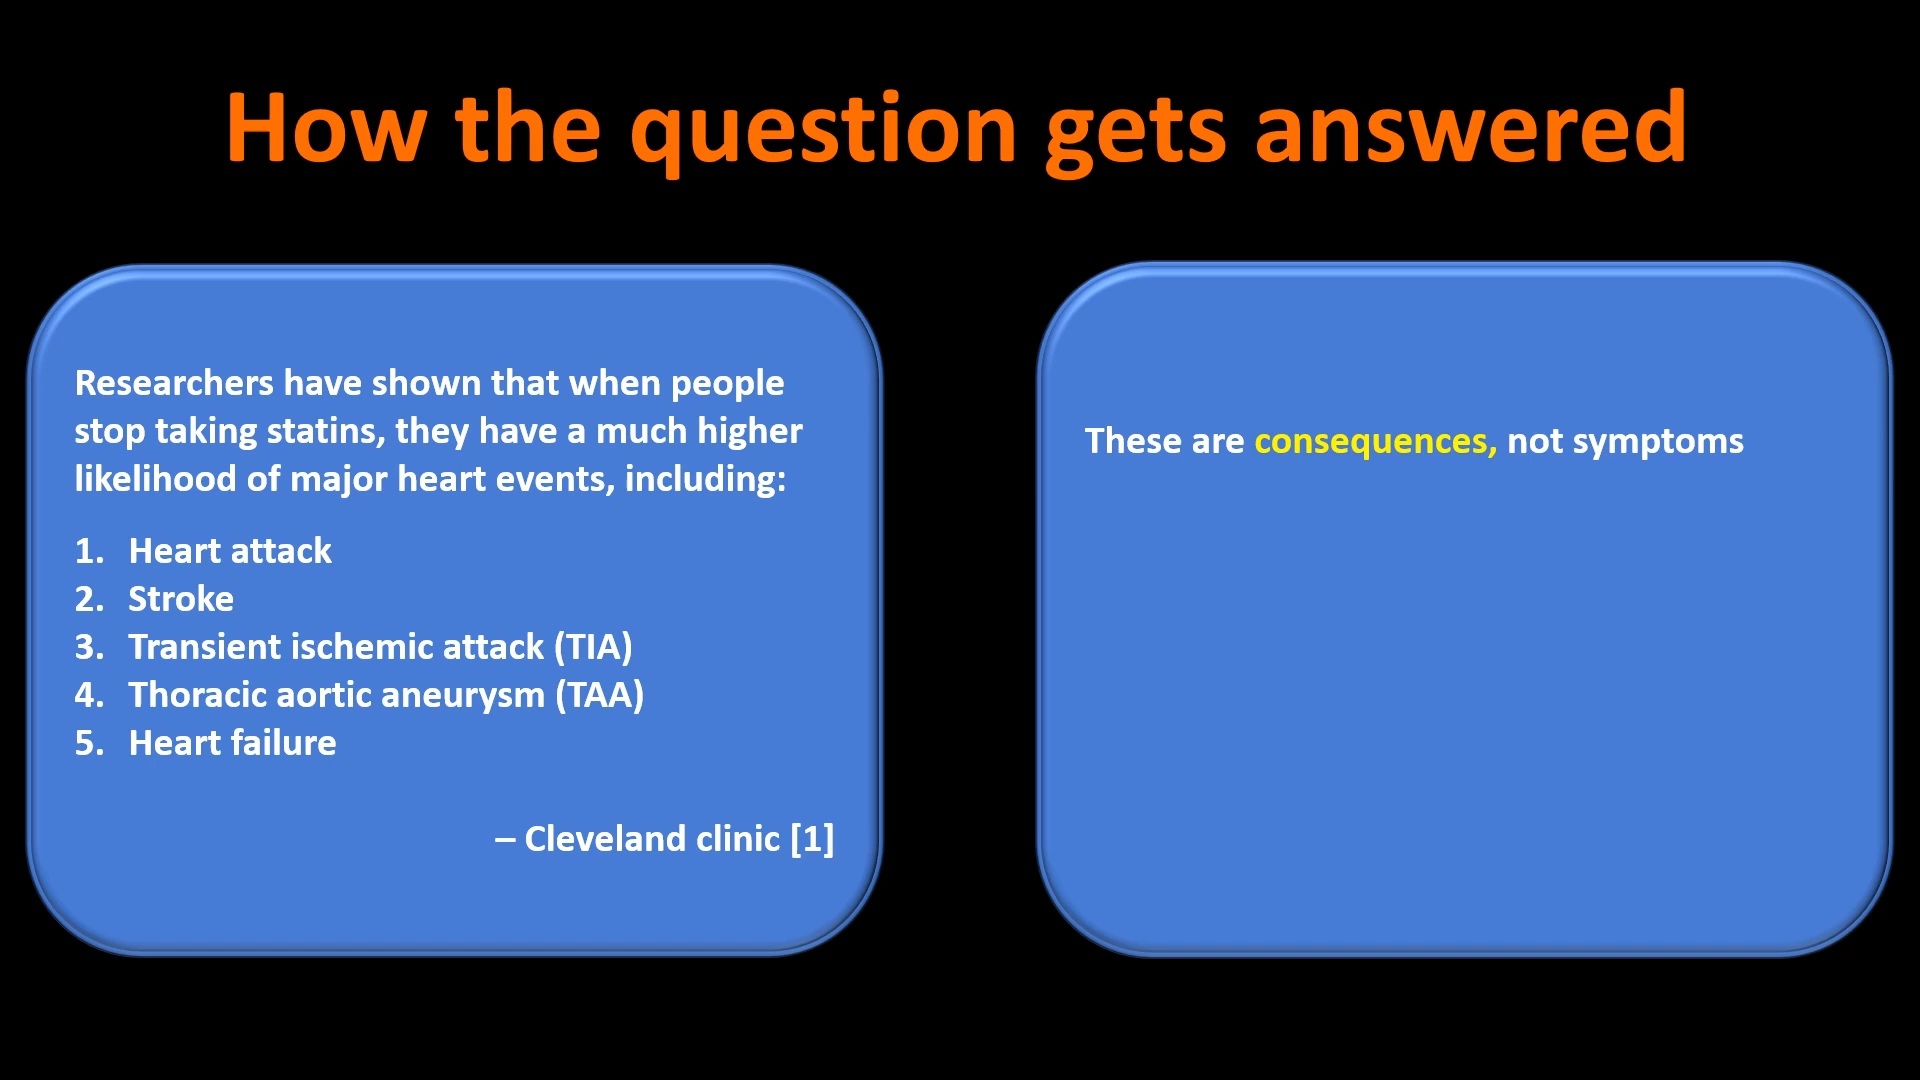 How the question gets answered
Researchers have shown that when people
stop taking statins, they have a much higher
likelihood of major heart events, including:
1. Heart attack
2. Stroke
3. Transient ischemic attack (TIA)
4. Thoracic aortic aneurysm (TAA)
5. Heart failure
– Cleveland clinic [1]
These are consequences, not symptoms